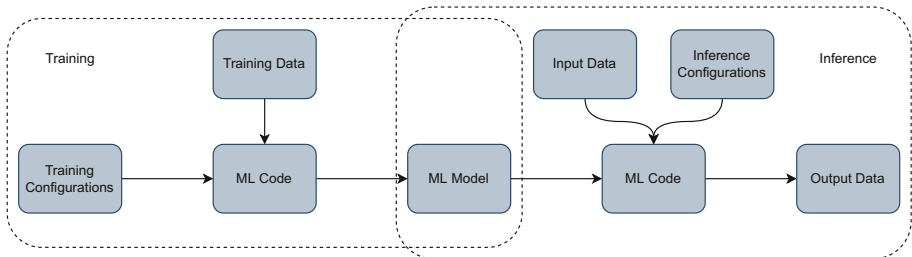 Training
Training Data
Training
Configurations
ML Code
ML Model
Input Data
Inference
Configurations
Inference
ML Code
Output Data